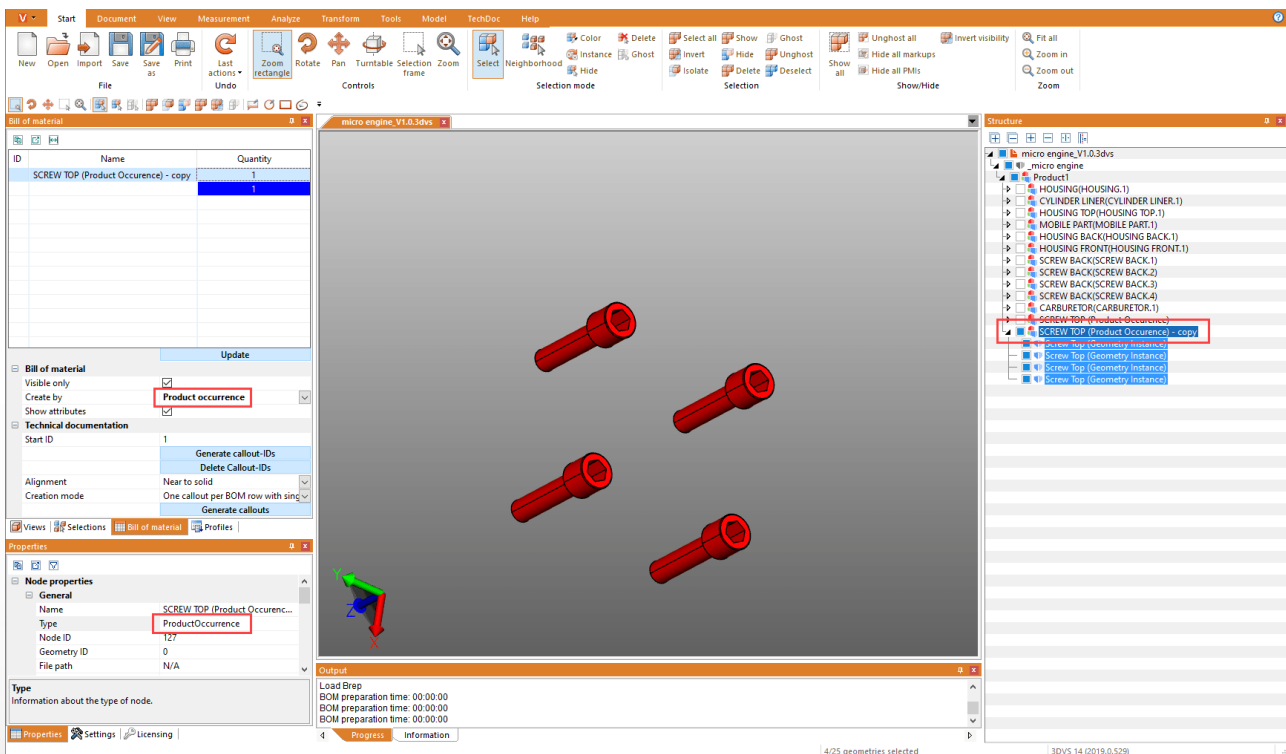 V Start Document View Measurement Analyze Transform Tools Model TechDoc Help
New Open Import Save Save as Print
File
Last actions
Undo
Zoom rectangle Rotate Pan Turntable Selection frame Zoom
Controls
Select Neighborhood Color Delete
Instance Ghost
Hide
Selection mode
Select all Show Ghost
Invert Hide Unghost
Isolate Delete Deselect
Selection
Show all
Unghost all Invert visibility
Hide all markups
Hide all PMIs
Show/Hide
Fit all
Zoom in
Zoom out
Zoom
Bill of material
ID Name Quantity
SCREW TOP (Product Occurence) - copy 1
1
Update
Bill of material
Visible only
Create by Product occurrence
Show attributes
Technical documentation
Start ID 1
Generate callout-IDs
Delete Callout-IDs
Alignment Near to solid
Creation mode One callout per BOM row with sing
Generate callouts
Views Selections Bill of material Profiles
Properties
Node properties
General
Name SCREW TOP (Product Occurenc...
Type ProductOccurrence
Node ID 127
Geometry ID 0
File path N/A
Type
Information about the type of node.
Properties Settings Licensing
micro engine_V1.0.3dvs
Y
Z
X
Output
Load Brep
BOM preparation time: 00:00:00
BOM preparation time: 00:00:00
BOM preparation time: 00:00:00
Progress Information
Structure
micro engine_V1.0.3dvs
_micro engine
Product1
HOUSING(HOUSING.1)
CYLINDER LINER(CYLINDER LINER.1)
HOUSING TOP(HOUSING TOP.1)
MOBILE PART(MOBILE PART.1)
HOUSING BACK(HOUSING BACK.1)
HOUSING FRONT(HOUSING FRONT.1)
SCREW BACK(SCREW BACK.1)
SCREW BACK(SCREW BACK.2)
SCREW BACK(SCREW BACK.3)
SCREW BACK(SCREW BACK.4)
CARBURETOR(CARBURETOR.1)
SCREW TOP (Product Occurence)
SCREW TOP (Product Occurence) - copy
Screw Top (Geometry Instance)
Screw Top (Geometry Instance)
Screw Top (Geometry Instance)
Screw Top (Geometry Instance)
4/25 geometries selected 3DVS 14 (2019.0.529)